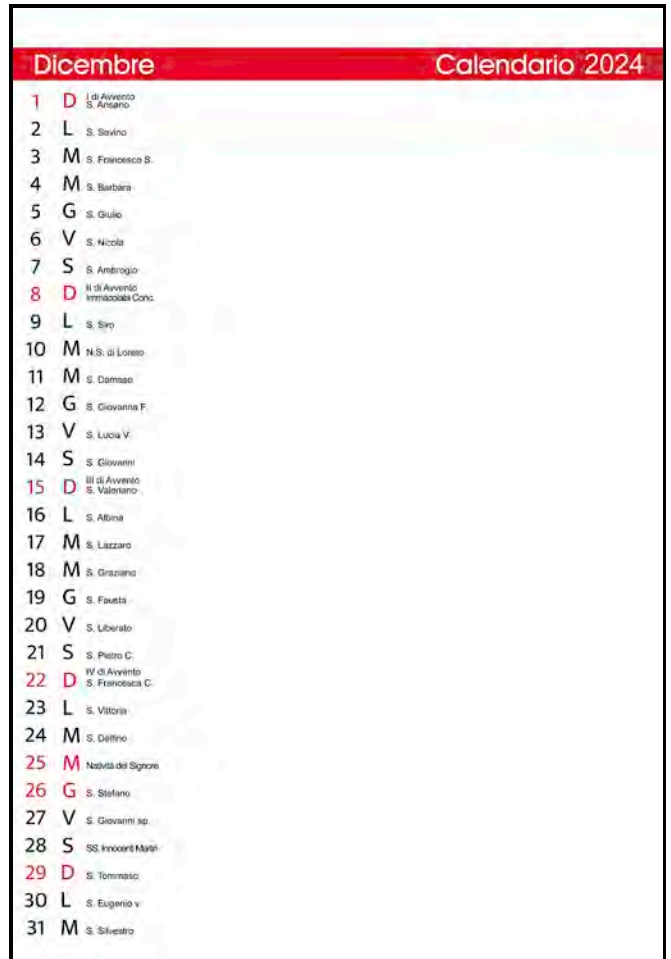 Dicembre Calendario 2024
1 D I di Avvento
S. Ansano
2 L S. Savino
3 M S. Francesco S.
4 M S. Barbara
5 G S. Giulio
6 V S. Nicola
7 S S. Ambrogio
8 D II di Avvento
Immacolata Conc.
9 L S. Siro
10 M N.S. di Loreto
11 M S. Damaso
12 G S. Giovanna F.
13 V S. Lucia V.
14 S S. Giovanni
15 D III di Avvento
S. Valeriano
16 L S. Albina
17 M S. Lazzaro
18 M S. Graziano
19 G S. Fausta
20 V S. Liberato
21 S S. Pietro C.
22 D IV di Avvento
S. Francesca C.
23 L S. Vittoria
24 M S. Delfino
25 M Natività del Signore
26 G S. Stefano
27 V S. Giovanni ap.
28 S SS. Innocenti Martiri
29 D S. Tommaso
30 L S. Eugenio v.
31 M S. Silvestro